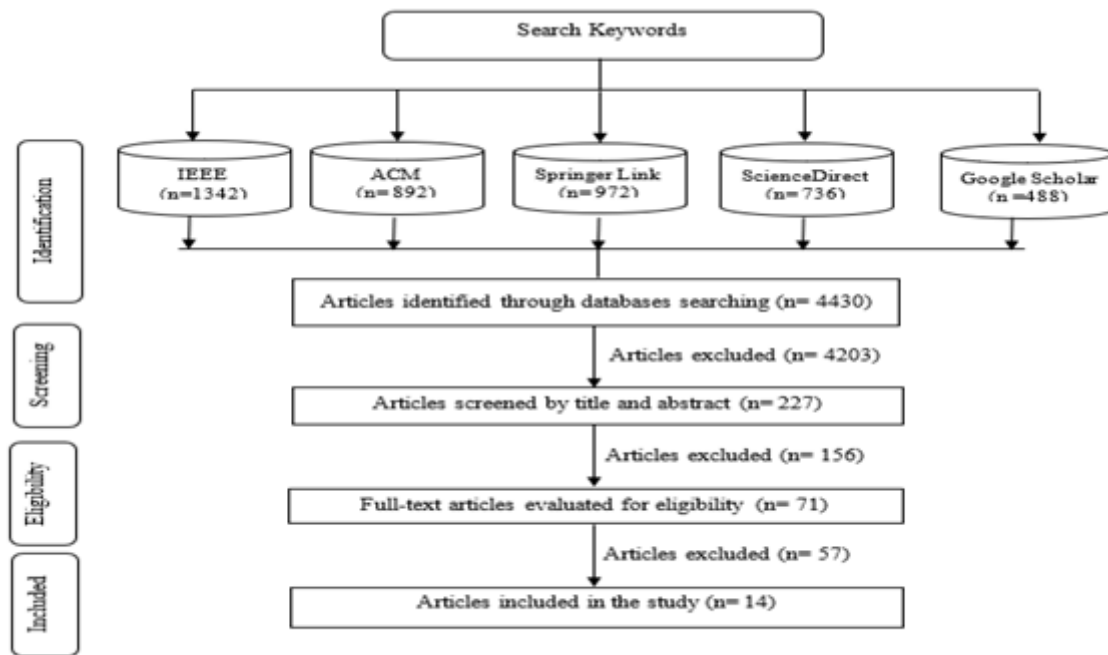 Search Keywords
IEEE
(n=1342)
ACM
(n=892)
Springer Link
(n=972)
ScienceDirect
(n=736)
Google Scholar
(n=488)
Identification
Articles identified through databases searching (n= 4430)
Articles excluded (n= 4203)
Screening
Articles screened by title and abstract (n= 227)
Articles excluded (n= 156)
Eligibility
Full-text articles evaluated for eligibility (n= 71)
Articles excluded (n= 57)
Included
Articles included in the study (n= 14)